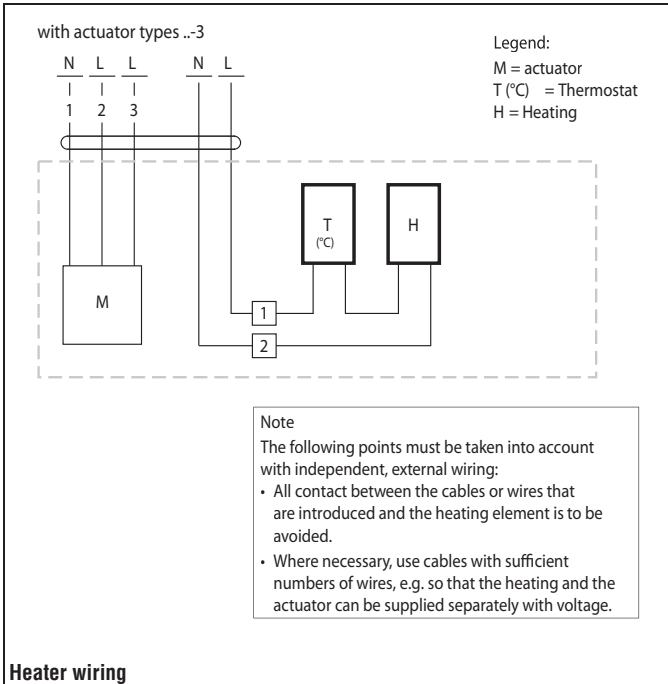 with actuator types ..-3
Legend:
N L L N L
M = actuator
T (°C) = Thermostat
1 2 3
H = Heating
T
(°C)
H
M
1
2
Note
The following points must be taken into account
with independent, external wiring:
• All contact between the cables or wires that
are introduced and the heating element is to be
avoided.
• Where necessary, use cables with sufficient
numbers of wires, e.g. so that the heating and the
actuator can be supplied separately with voltage.
Heater wiring